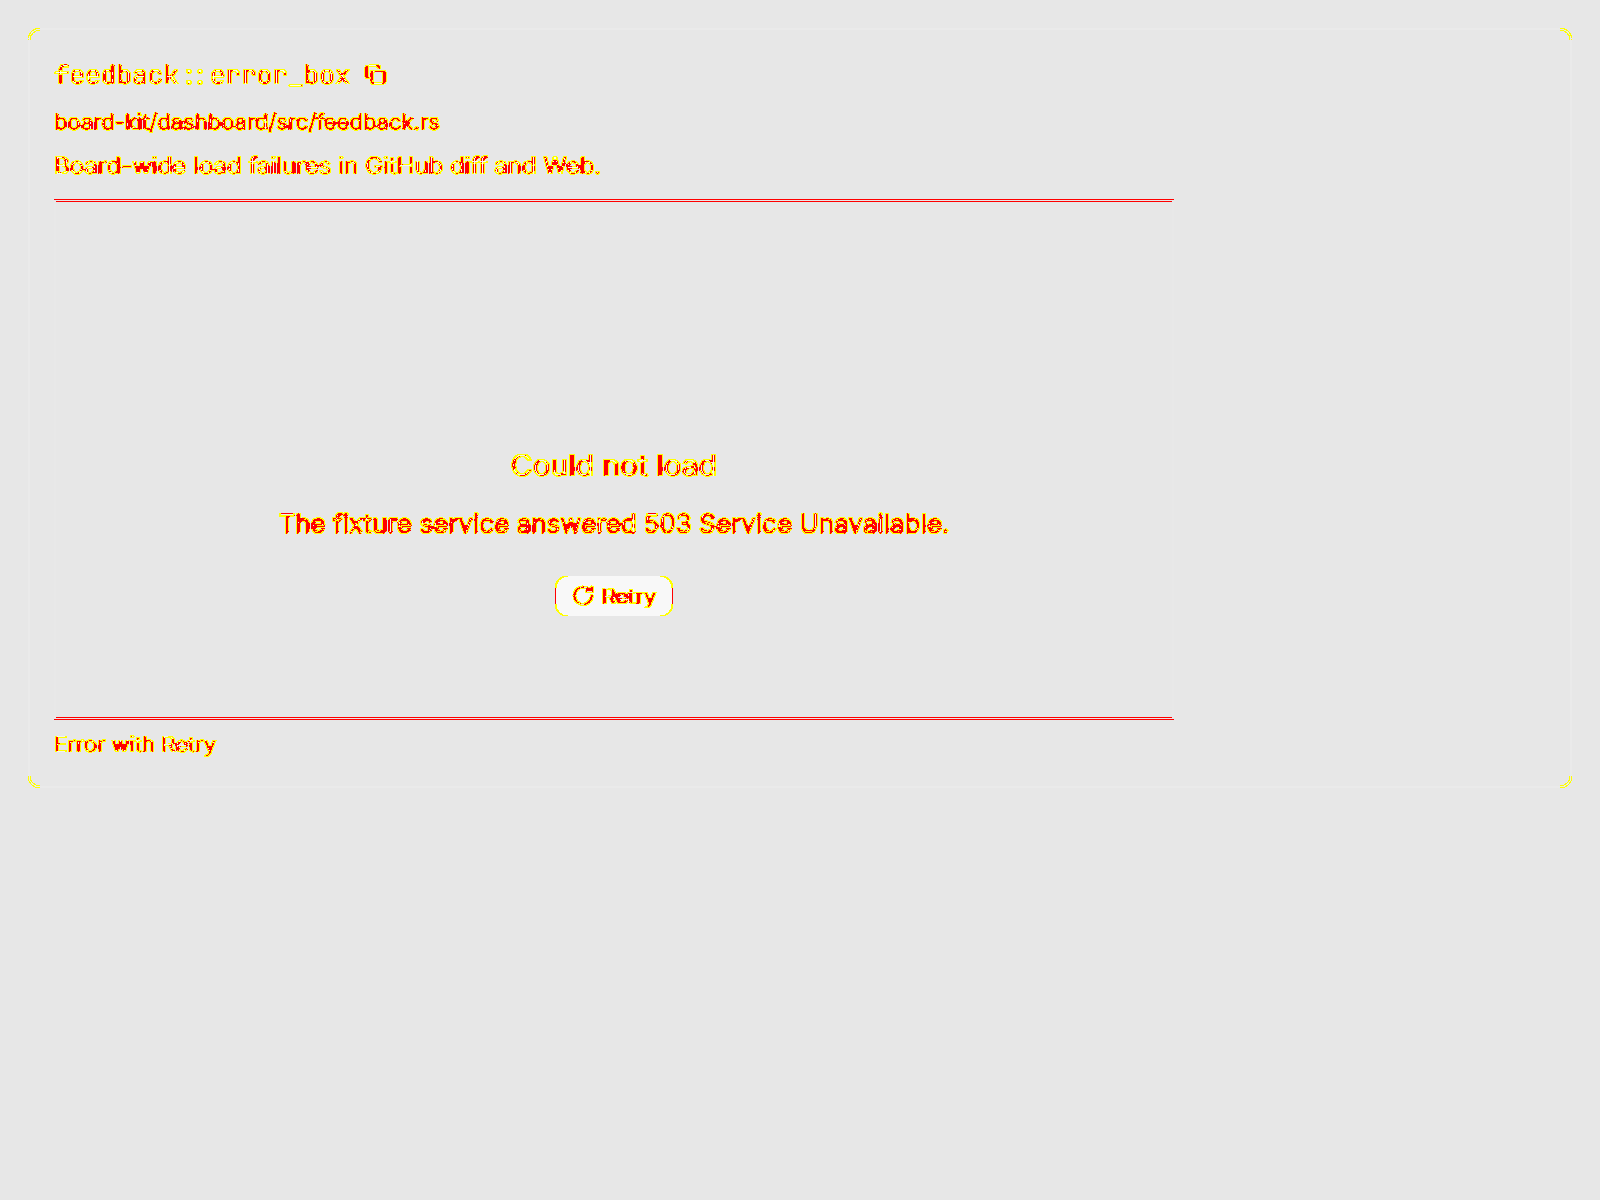 feedback::error_box
board-kit/dashboard/src/feedback.rs
Board-wide load failures in GitHub diff and Web.
Could not load
The fixture service answered 503 Service Unavailable.
Retry
Error with Retry